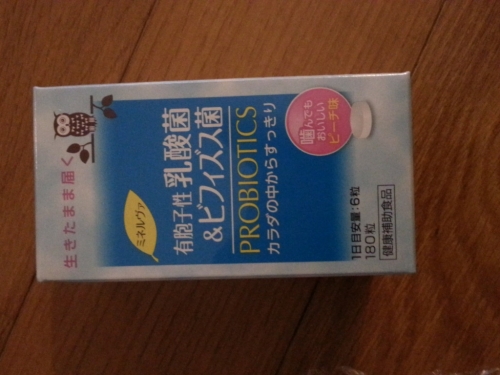 生きたまま届く
ミネルヴァ
有胞子性乳酸菌
&ビフィズス菌
PROBIOTICS
カラダの中からすっきり
噛んでも
おいしい
ピーチ味
1日目安量:6粒
180粒
健康補助食品